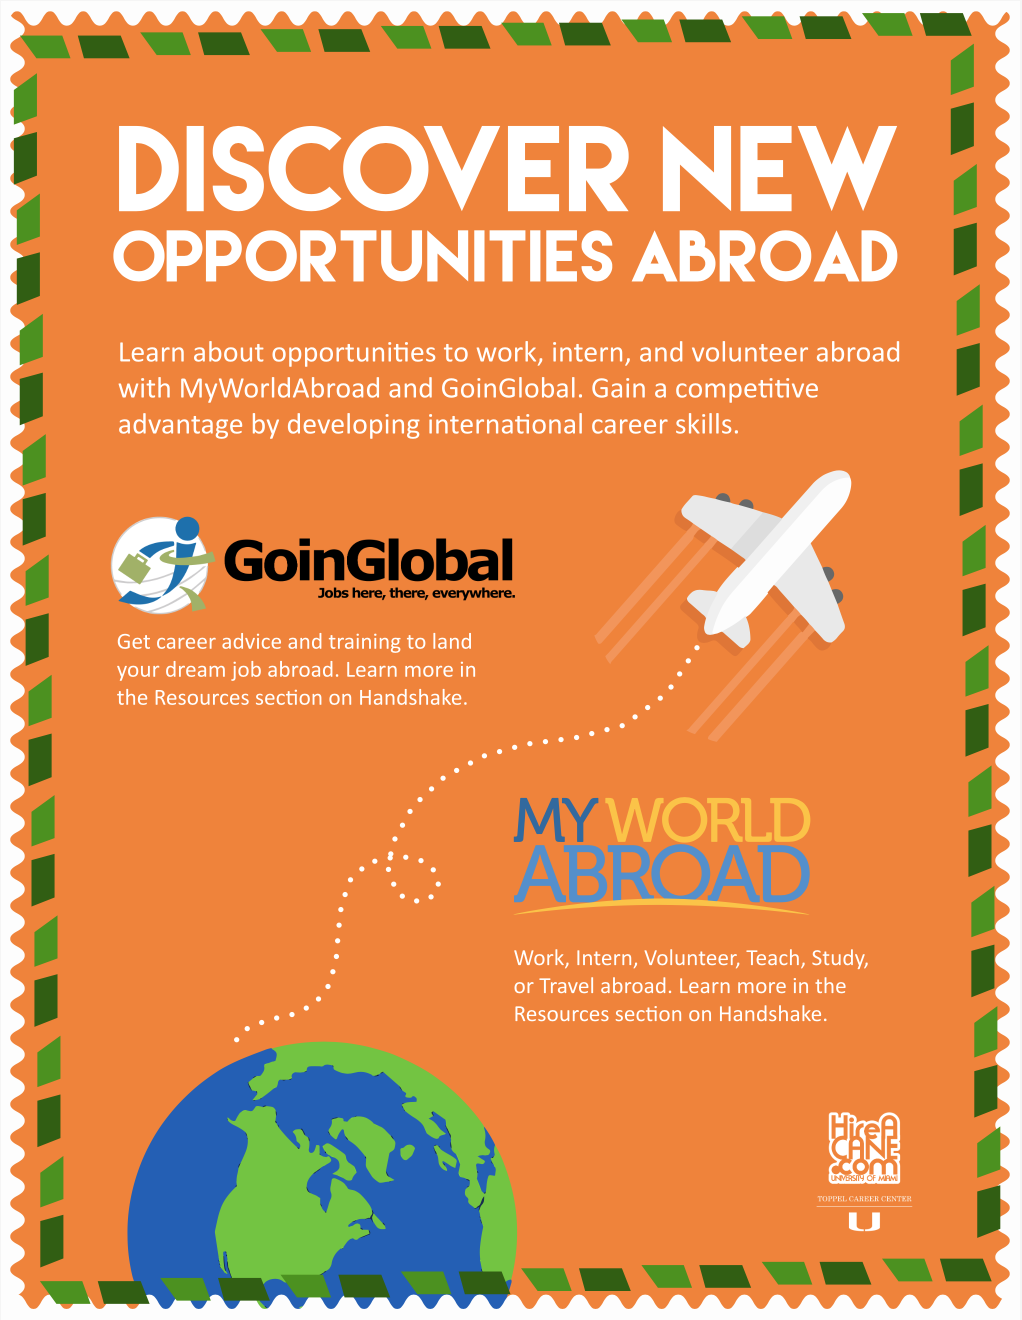 DISCOVER NEW
OPPORTUNITIES ABROAD
Learn about opportunities to work, intern, and volunteer abroad
with MyWorldAbroad and GoinGlobal. Gain a competitive
advantage by developing international career skills.
GoinGlobal
Jobs here, there, everywhere.
Get career advice and training to land
your dream job abroad. Learn more in
the Resources section on Handshake.
MY WORLD
ABROAD
Work, Intern, Volunteer, Teach, Study,
or Travel abroad. Learn more in the
Resources section on Handshake.
HireA
CANE
.com
UNIVERSITY OF MIAMI
TOPPEL CAREER CENTER
U